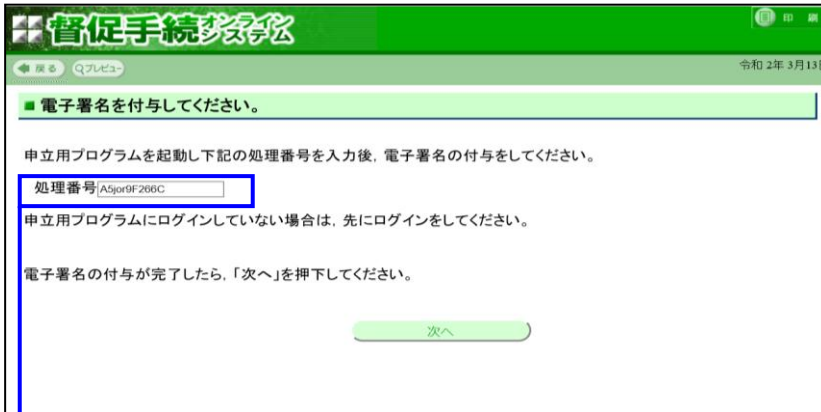 督促手続オンラインシステム
印 刷
戻る プレビュー 令和 2年 3月13日
■ 電子署名を付与してください。
申立用プログラムを起動し下記の処理番号を入力後, 電子署名の付与をしてください。
処理番号 A5jor9F266C
申立用プログラムにログインしていない場合は, 先にログインをしてください。
電子署名の付与が完了したら, 「次へ」を押下してください。
次へ